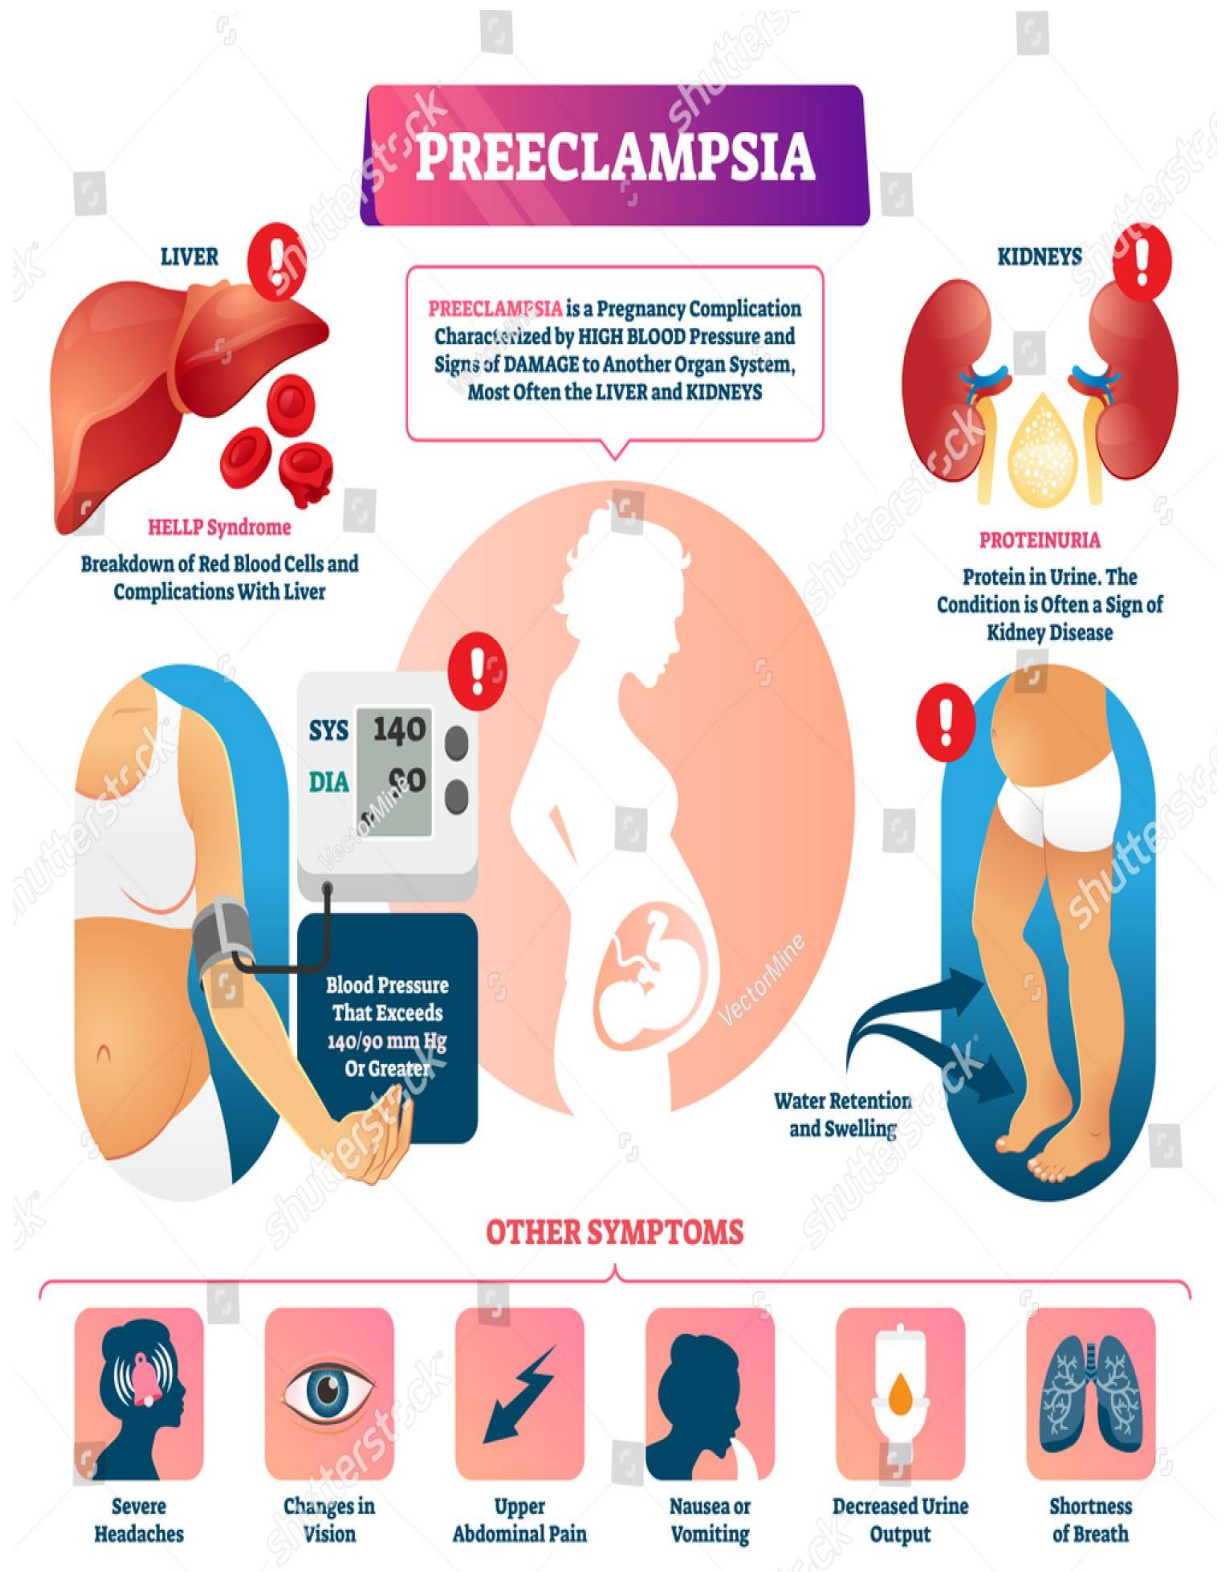 PREECLAMPSIA
LIVER
KIDNEYS
PREECLAMPSIA is a Pregnancy Complication
Characterized by HIGH BLOOD Pressure and
Signs of DAMAGE to Another Organ System,
Most Often the LIVER and KIDNEYS
HELLP Syndrome
Breakdown of Red Blood Cells and
Complications With Liver
PROTEINURIA
Protein in Urine. The
Condition is Often a Sign of
Kidney Disease
SYS 140
DIA 90
Blood Pressure
That Exceeds
140/90 mm Hg
Or Greater
Water Retention
and Swelling
OTHER SYMPTOMS
Severe
Headaches
Changes in
Vision
Upper
Abdominal Pain
Nausea or
Vomiting
Decreased Urine
Output
Shortness
of Breath
shutterstock
VectorMine